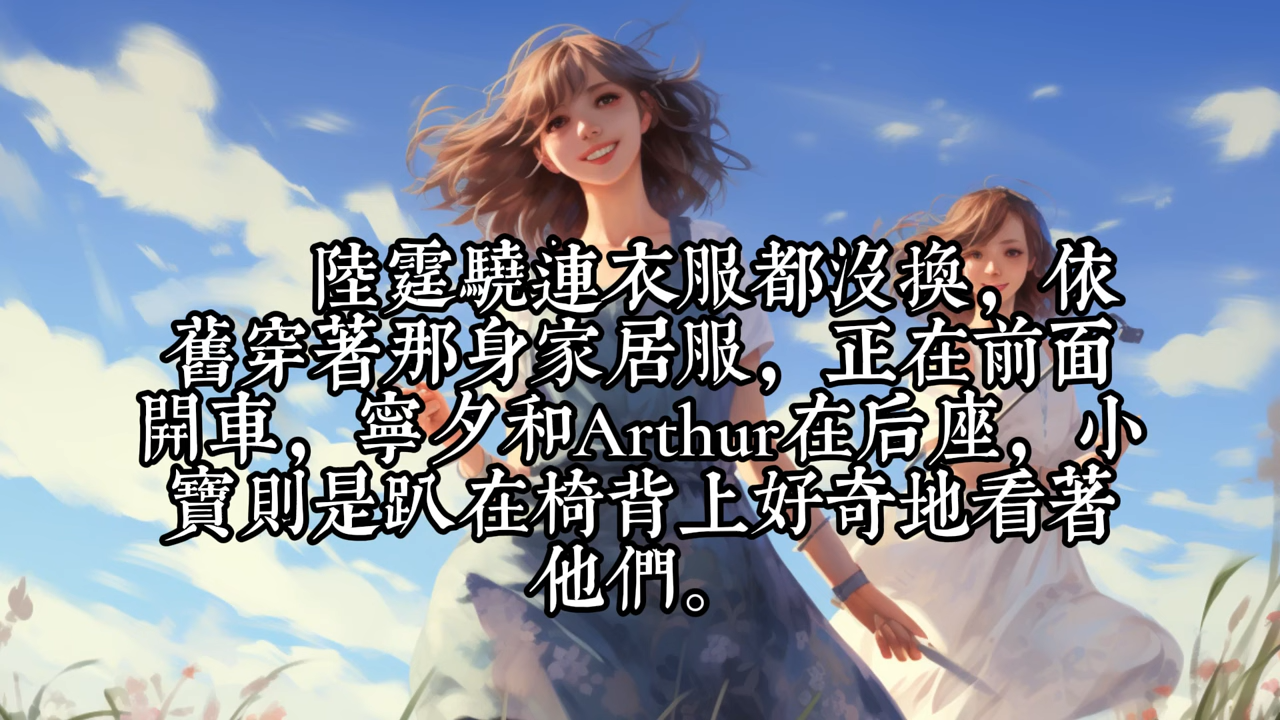 陸霆驍連衣服都沒換，依
舊穿著那身家居服，正在前面
開車，寧夕和Arthur在后座，小
寶則是趴在椅背上好奇地看著
他們。